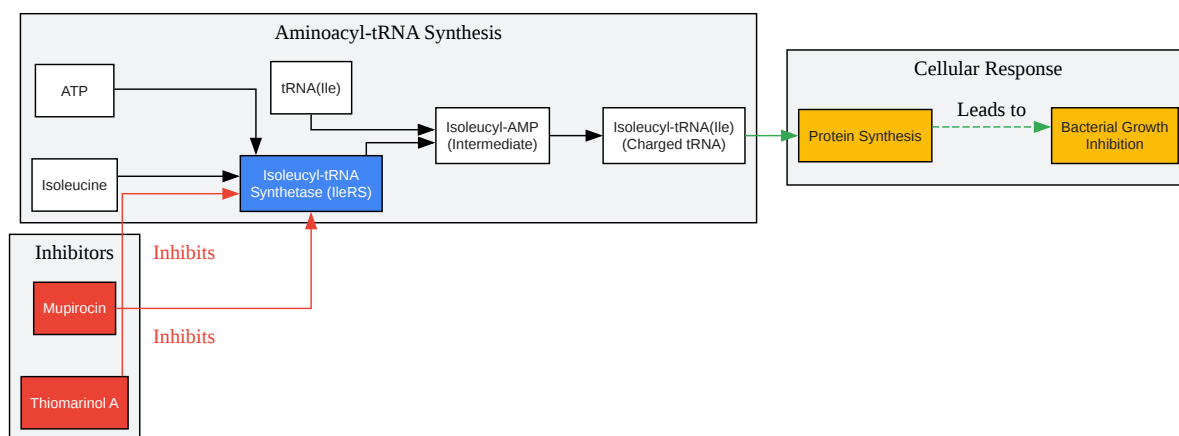 Aminoacyl-tRNA Synthesis
ATP
tRNA(Ile)
Isoleucine
Isoleucyl-tRNA
Synthetase (IleRS)
Isoleucyl-AMP
(Intermediate)
Isoleucyl-tRNA(Ile)
(Charged tRNA)
Cellular Response
Protein Synthesis
Leads to
Bacterial Growth
Inhibition
Inhibitors
Inhibits
Mupirocin
Inhibits
Thiomarinol A